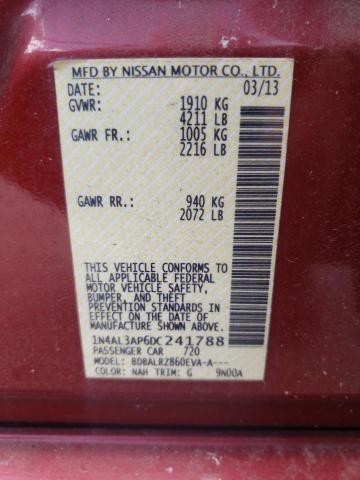 MFD BY NISSAN MOTOR CO., LTD.
DATE: 03/13
GVWR: 1910 KG
4211 LB
GAWR FR: 1005 KG
2216 LB
GAWR RR: 940 KG
2072 LB
THIS VEHICLE CONFORMS TO
ALL APPLICABLE FEDERAL
MOTOR VEHICLE SAFETY,
BUMPER, AND THEFT
PREVENTION STANDARDS IN
EFFECT ON THE DATE OF
MANUFACTURE SHOWN ABOVE.
1N4AL3AP6DC241788
PASSENGER CAR 720
MODEL: BDBALRZ860EVA-A---
COLOR: NAH TRIM: G 9N00A